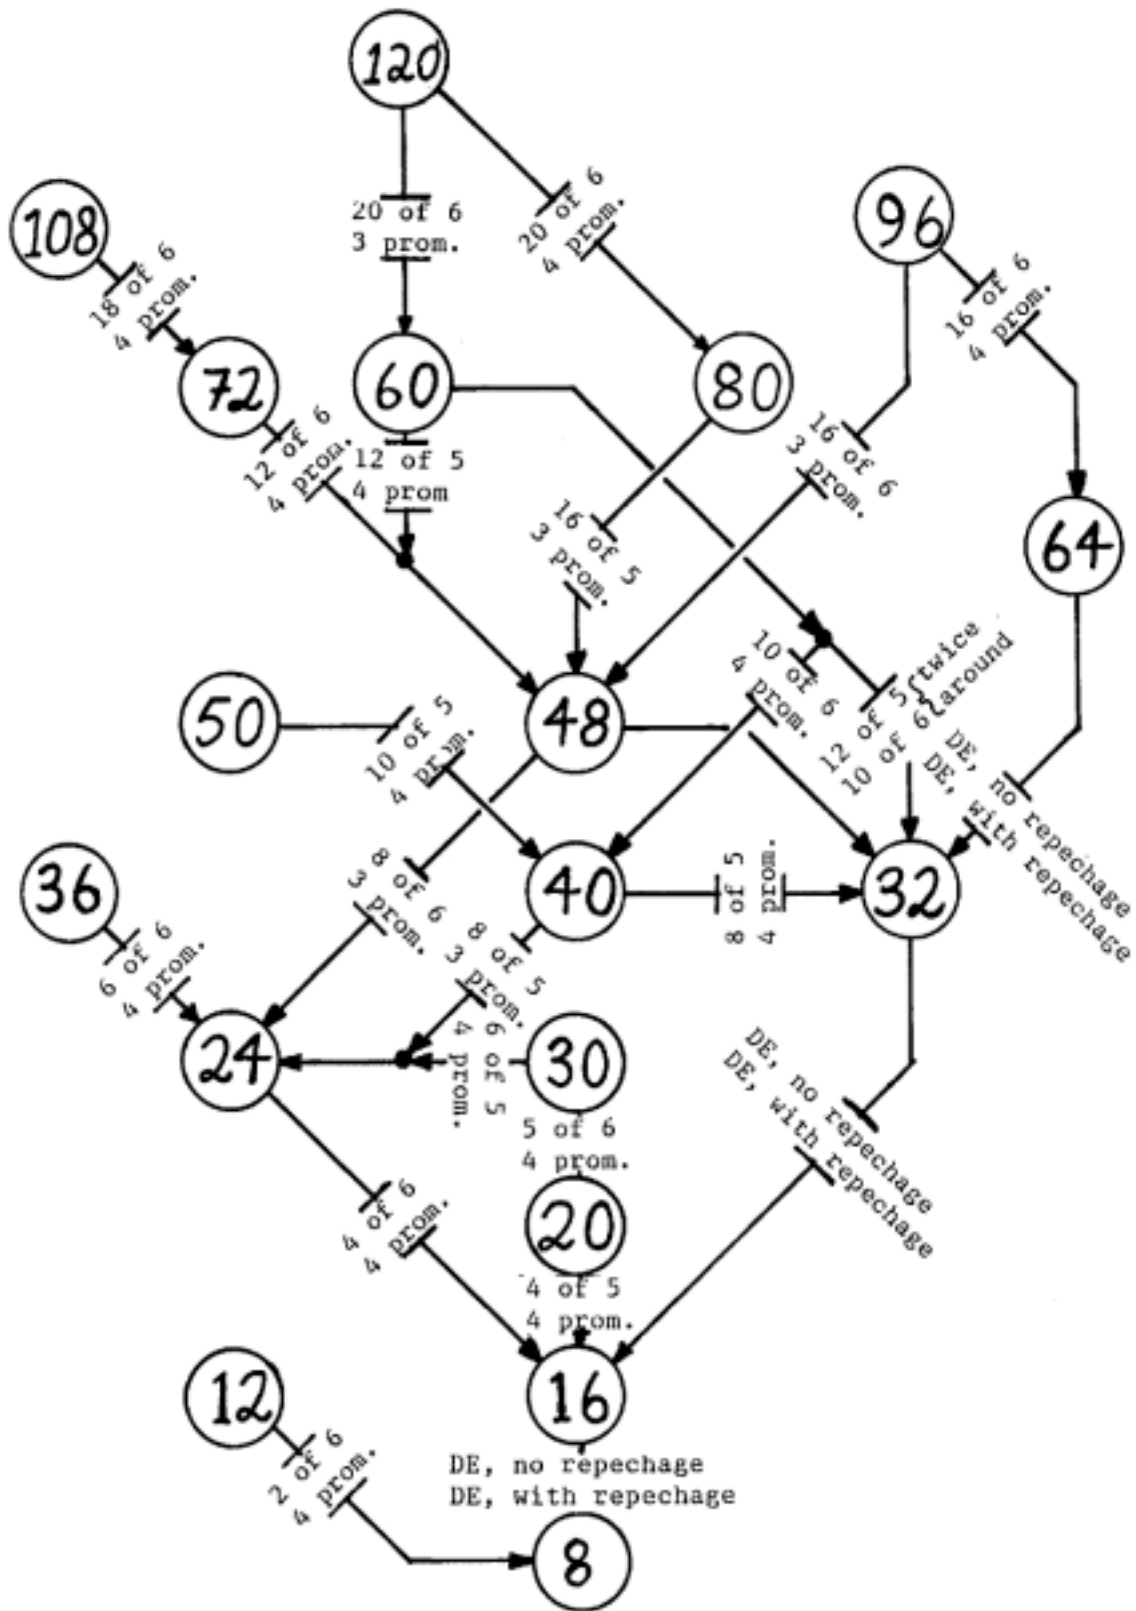 120
20 of 6
3 prom.
20 of 6
4 prom.
108
18 of 6
4 prom.
96
16 of 6
4 prom.
72
12 of 6
4 prom.
60
12 of 5
4 prom
80
16 of 5
3 prom.
16 of 6
3 prom.
64
50
10 of 5
4 prom.
48
10 of 6
4 prom.
12 of 5 {twice
10 of 6 {around
DE, no repechage
DE, with repechage
36
6 of 6
4 prom.
8 of 6
3 prom.
40
8 of 5
4 prom.
32
8 of 5
3 prom.
24
6 of 5
4 prom.
30
5 of 6
4 prom.
DE, no repechage
DE, with repechage
20
4 of 6
4 prom.
4 of 5
4 prom.
12
2 of 6
4 prom.
16
DE, no repechage
DE, with repechage
8